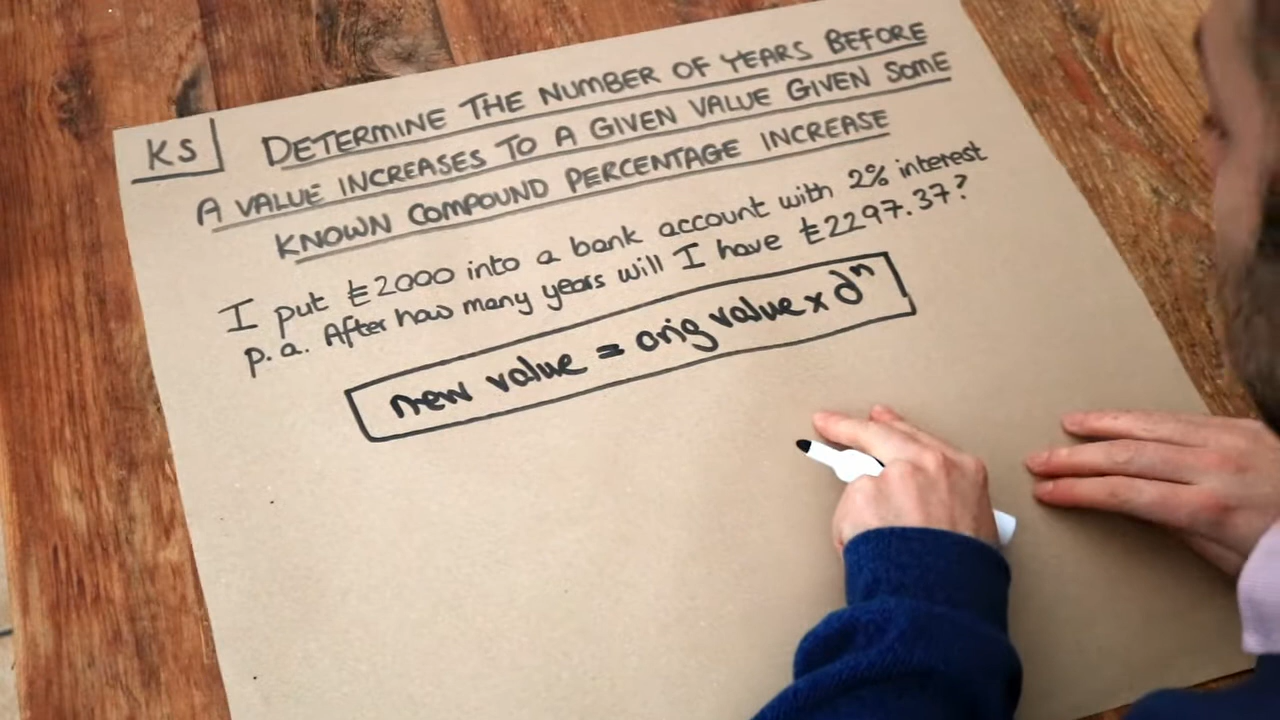 KS
DETERMINE THE NUMBER OF YEARS BEFORE
A VALUE INCREASES TO A GIVEN VALUE GIVEN SOME
KNOWN COMPOUND PERCENTAGE INCREASE
I put £2000 into a bank account with 2% interest
p.a. After how many years will I have £2297.37?
new value = orig value x ∂ⁿ